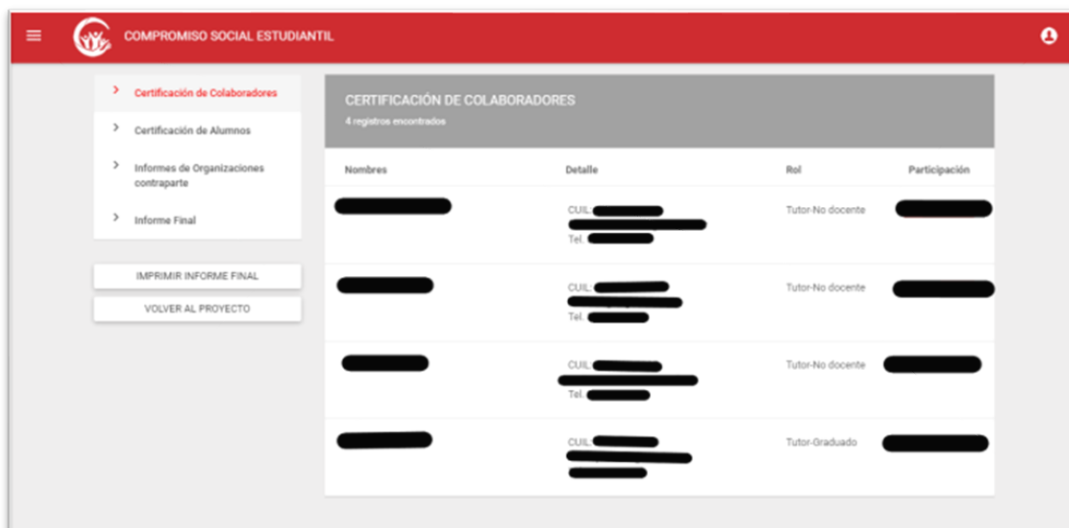 COMPROMISO SOCIAL ESTUDIANTIL
Certificación de Colaboradores
Certificación de Alumnos
Informes de Organizaciones
contraparte
Informe Final
IMPRIMIR INFORME FINAL
VOLVER AL PROYECTO
CERTIFICACIÓN DE COLABORADORES
4 registros encontrados
Nombres Detalle Rol Participación
CUIL: Tutor-No docente
Tel.
CUIL: Tutor-No docente
Tel.
CUIL: Tutor-No docente
Tel.
CUIL: Tutor-Graduado